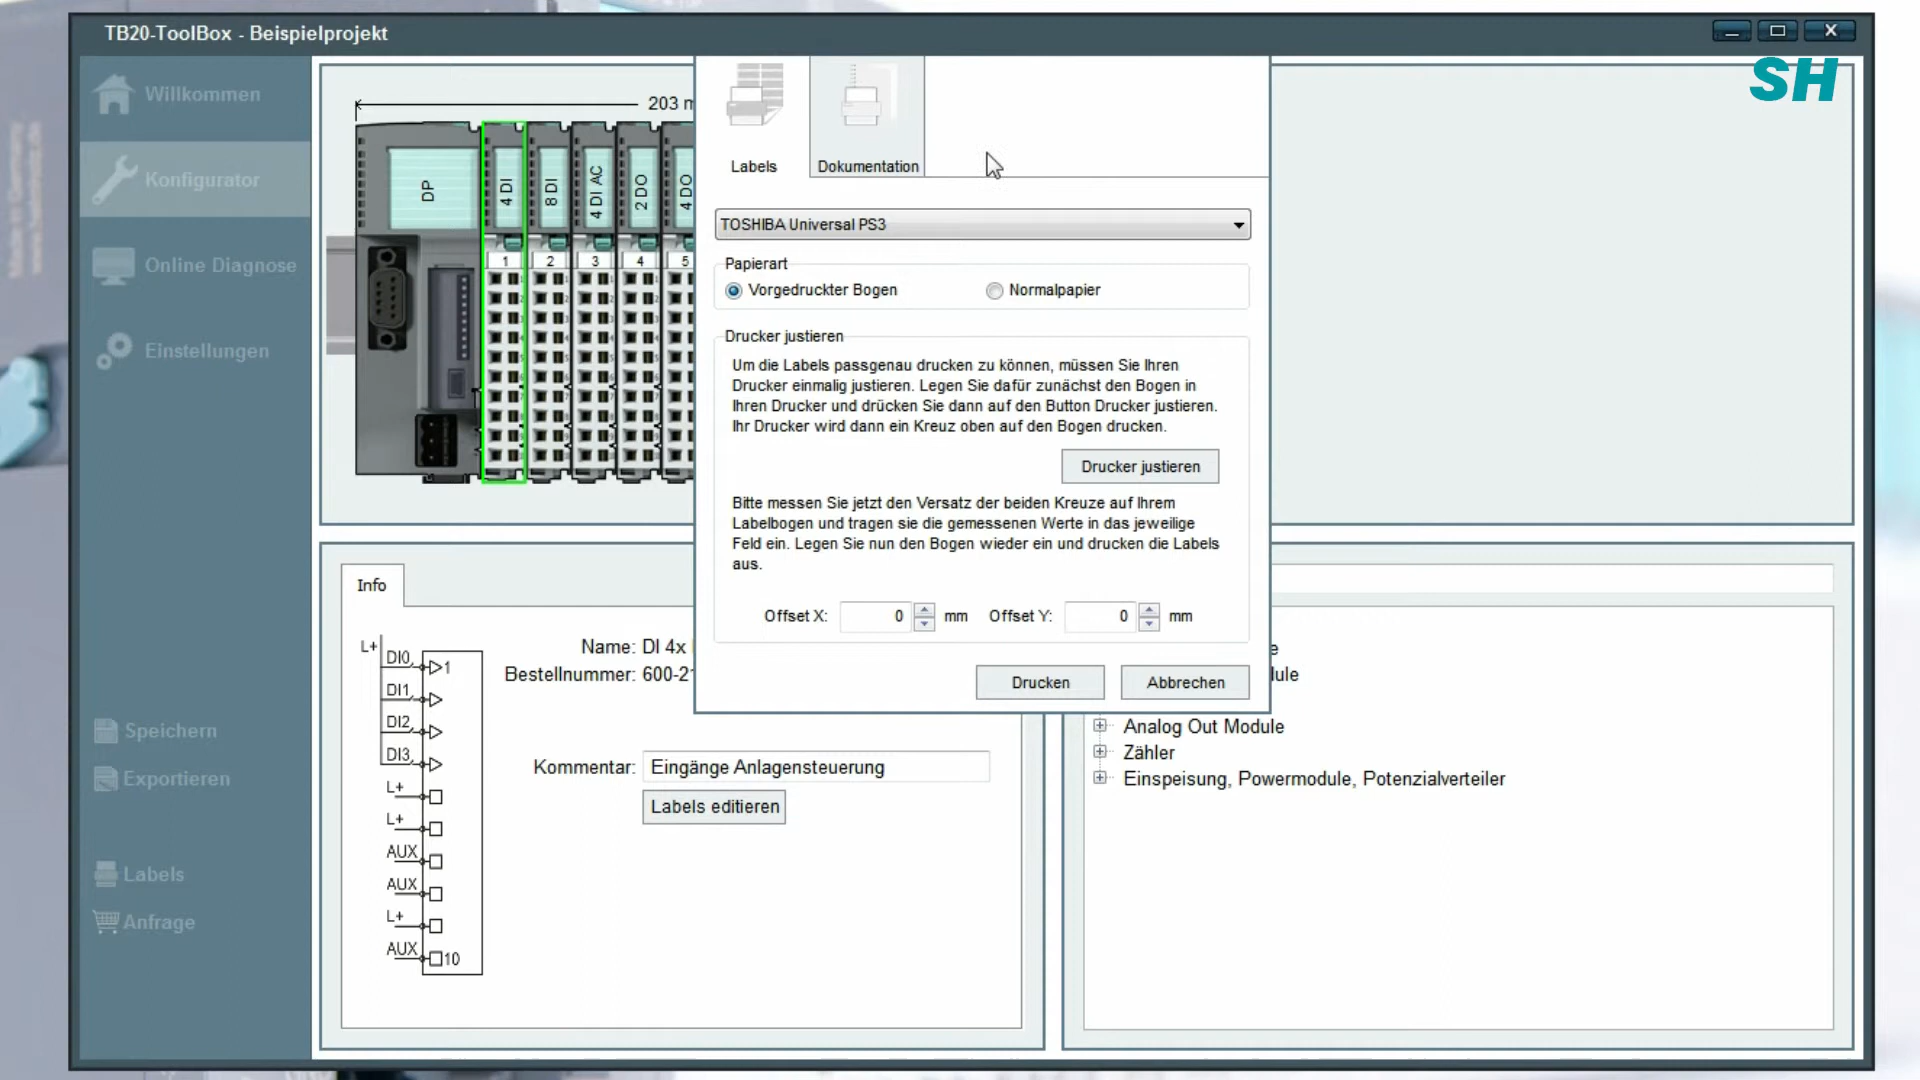 TB20-ToolBox - Beispielprojekt
SH
Willkommen
Konfigurator
Online Diagnose
Einstellungen
Speichern
Exportieren
Labels
Anfrage
203 m
DP
4 DI
8 DI
4 DI AC
2 DO
4 DO
1
2
3
4
5
Labels
Dokumentation
TOSHIBA Universal PS3
Papierart
Vorgedruckter Bogen
Normalpapier
Drucker justieren
Um die Labels passgenau drucken zu können, müssen Sie Ihren
Drucker einmalig justieren. Legen Sie dafür zunächst den Bogen in
Ihren Drucker und drücken Sie dann auf den Button Drucker justieren.
Ihr Drucker wird dann ein Kreuz oben auf den Bogen drucken.
Drucker justieren
Bitte messen Sie jetzt den Versatz der beiden Kreuze auf Ihrem
Labelbogen und tragen sie die gemessenen Werte in das jeweilige
Feld ein. Legen Sie nun den Bogen wieder ein und drucken die Labels
aus.
Offset X: 0 mm Offset Y: 0 mm
Drucken
Abbrechen
Info
L+
DI0
1
DI1
DI2
DI3
L+
L+
AUX
AUX
L+
AUX
10
Name: DI 4x
Bestellnummer: 600-21
Kommentar: Eingänge Anlagensteuerung
Labels editieren
Analog Out Module
Zähler
Einspeisung, Powermodule, Potenzialverteiler